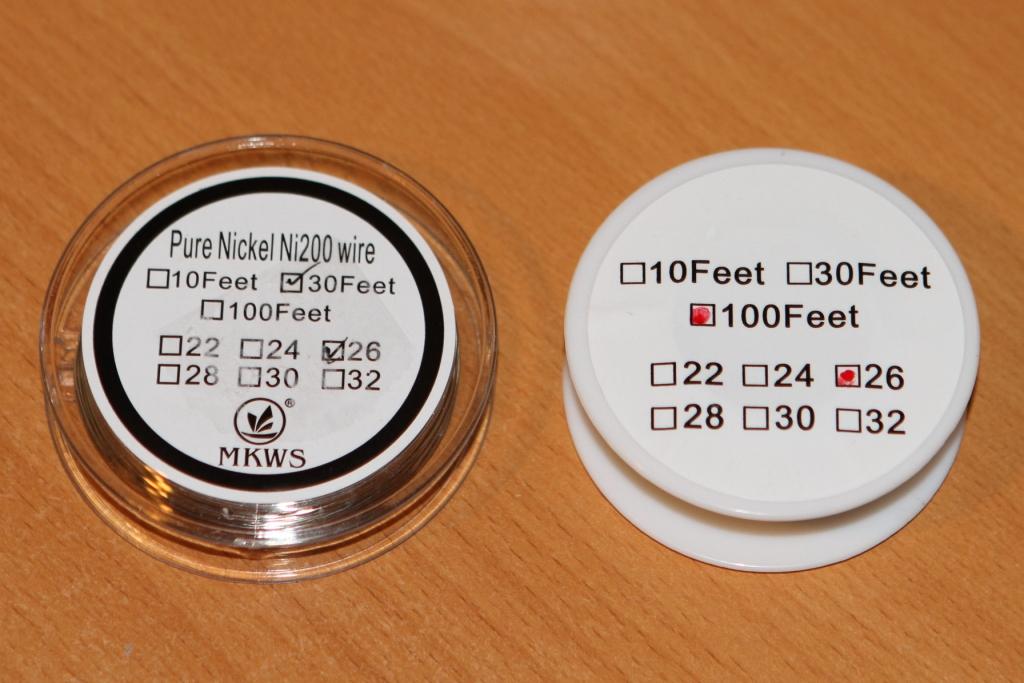 Pure Nickel Ni200 wire
☐10Feet ☑30Feet
☐100Feet
☐22 ☐24 ☑26
☐28 ☐30 ☐32
®
MKWS
☐10Feet ☐30Feet
☑100Feet
☐22 ☐24 ☑26
☐28 ☐30 ☐32